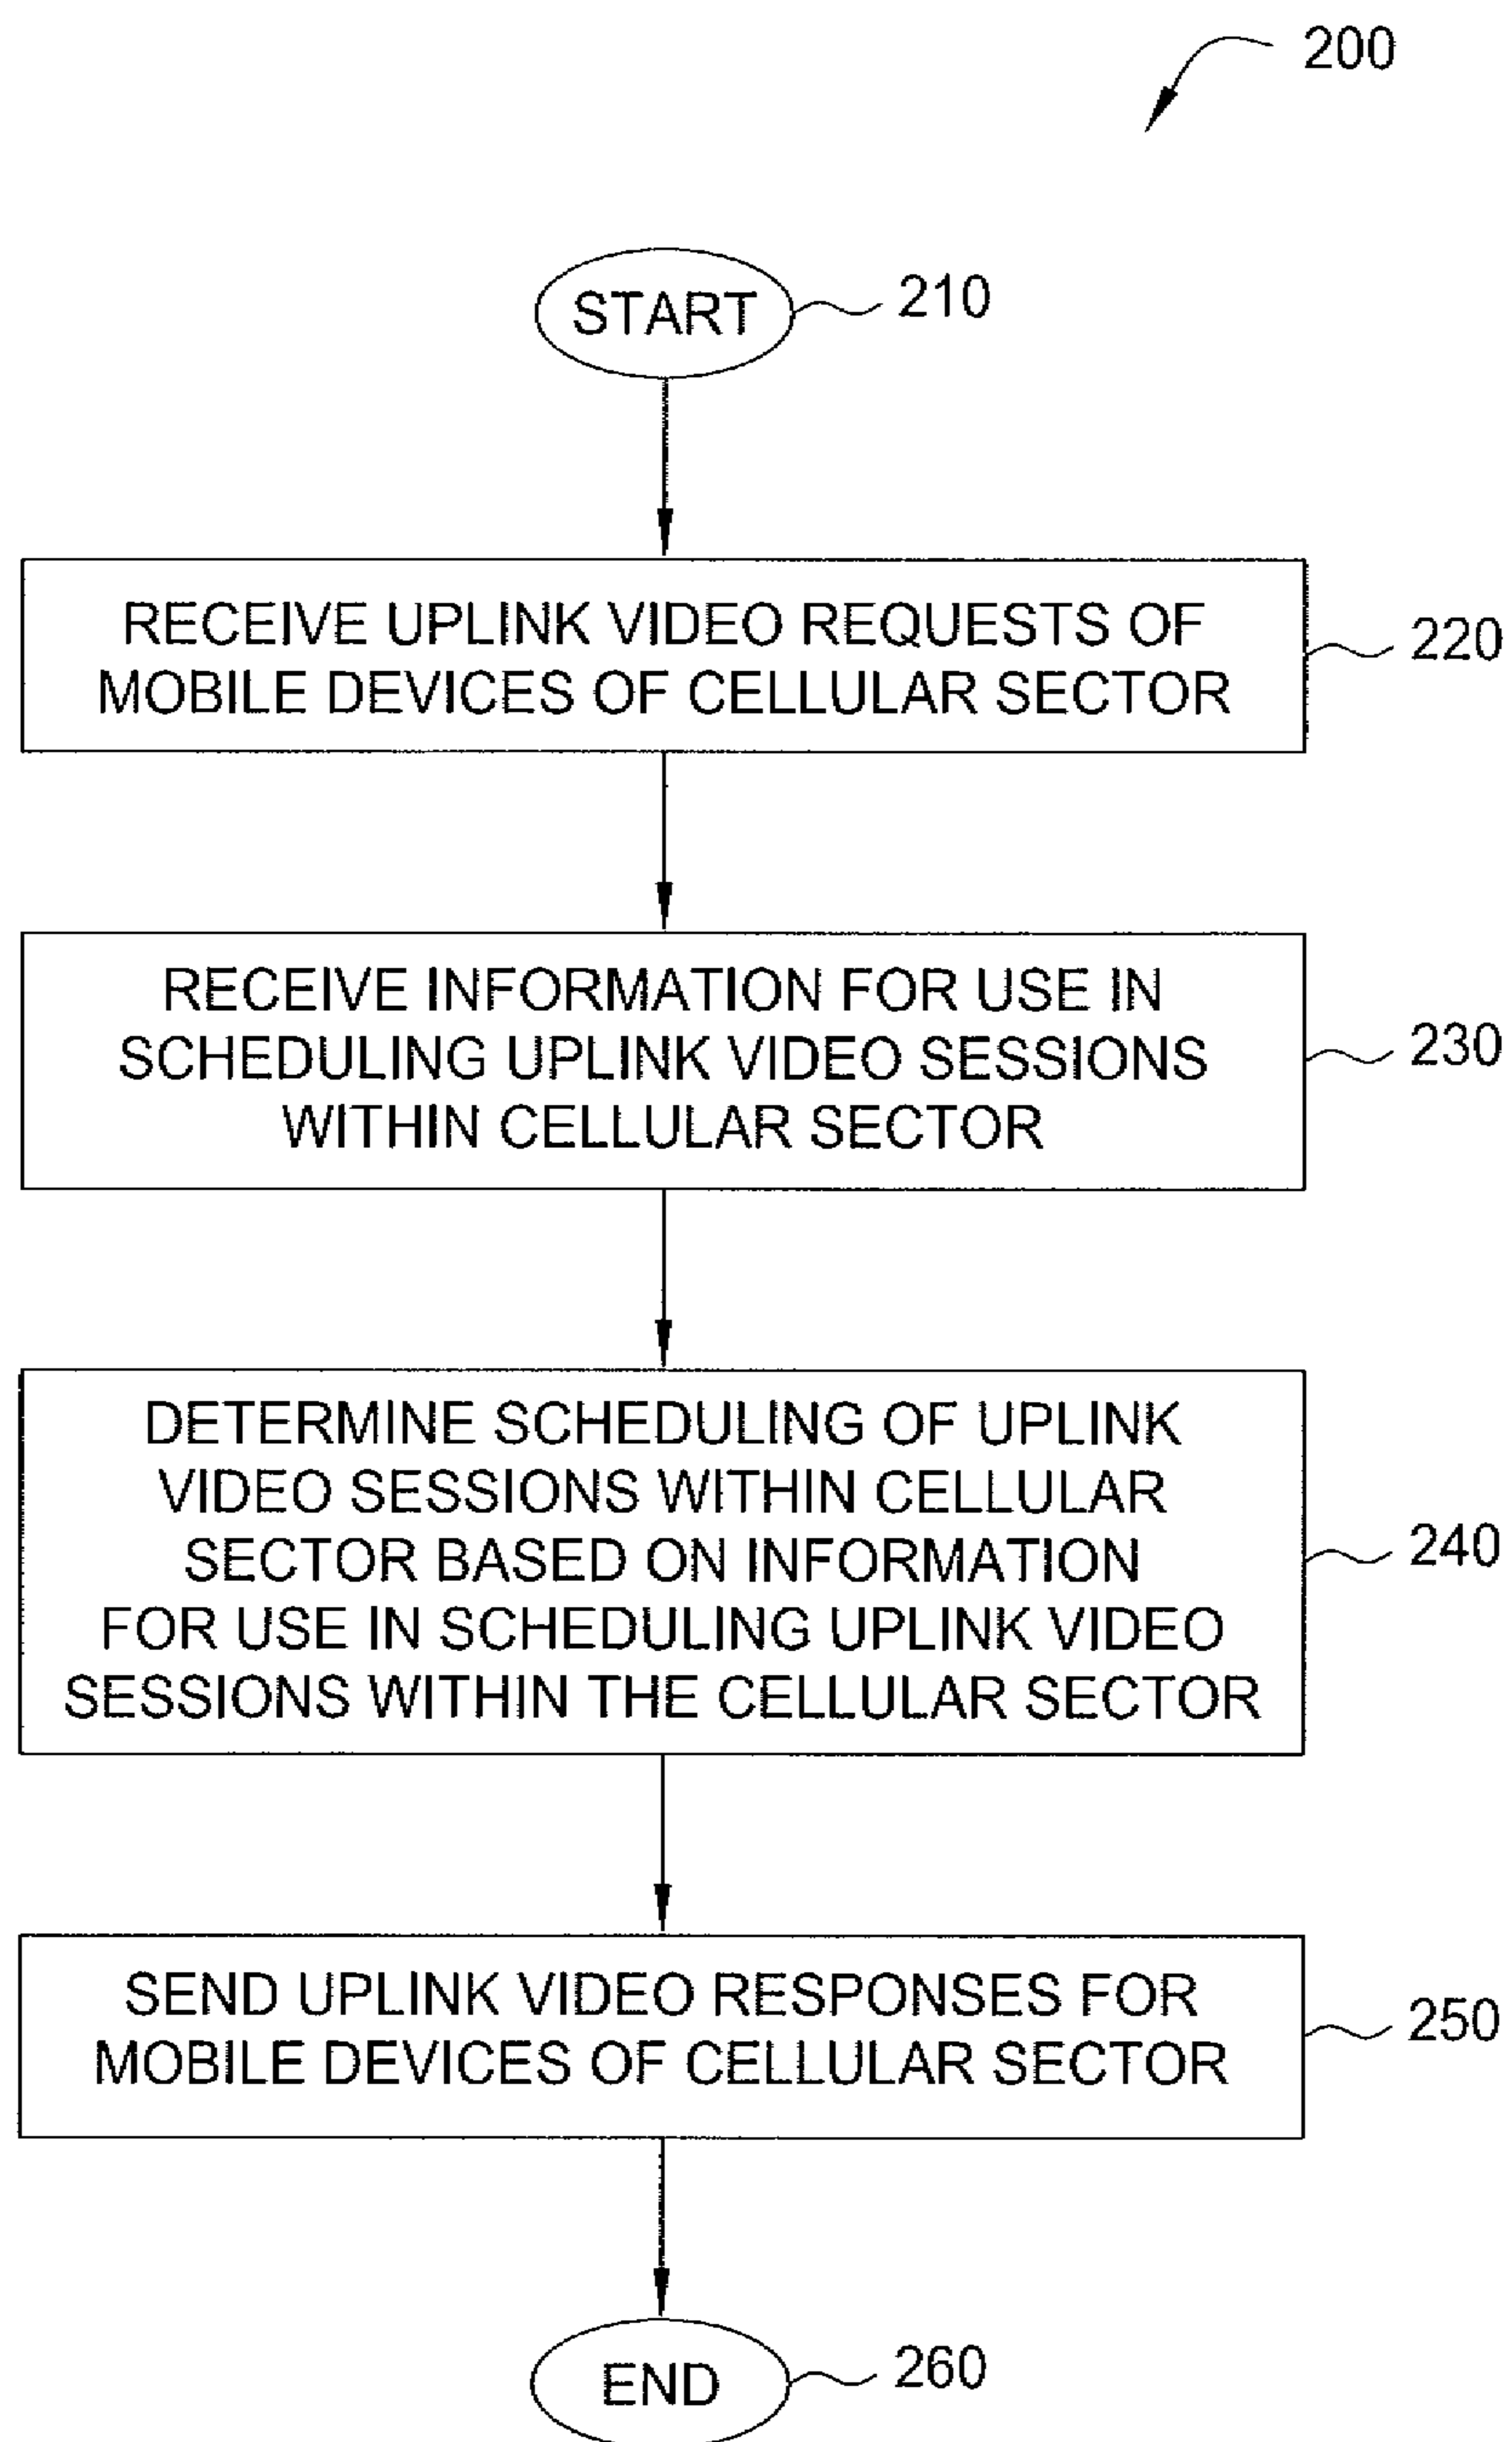 200
START
210
RECEIVE UPLINK VIDEO REQUESTS OF
MOBILE DEVICES OF CELLULAR SECTOR
220
RECEIVE INFORMATION FOR USE IN
SCHEDULING UPLINK VIDEO SESSIONS
WITHIN CELLULAR SECTOR
230
DETERMINE SCHEDULING OF UPLINK
VIDEO SESSIONS WITHIN CELLULAR
SECTOR BASED ON INFORMATION
FOR USE IN SCHEDULING UPLINK VIDEO
SESSIONS WITHIN THE CELLULAR SECTOR
240
SEND UPLINK VIDEO RESPONSES FOR
MOBILE DEVICES OF CELLULAR SECTOR
250
END
260